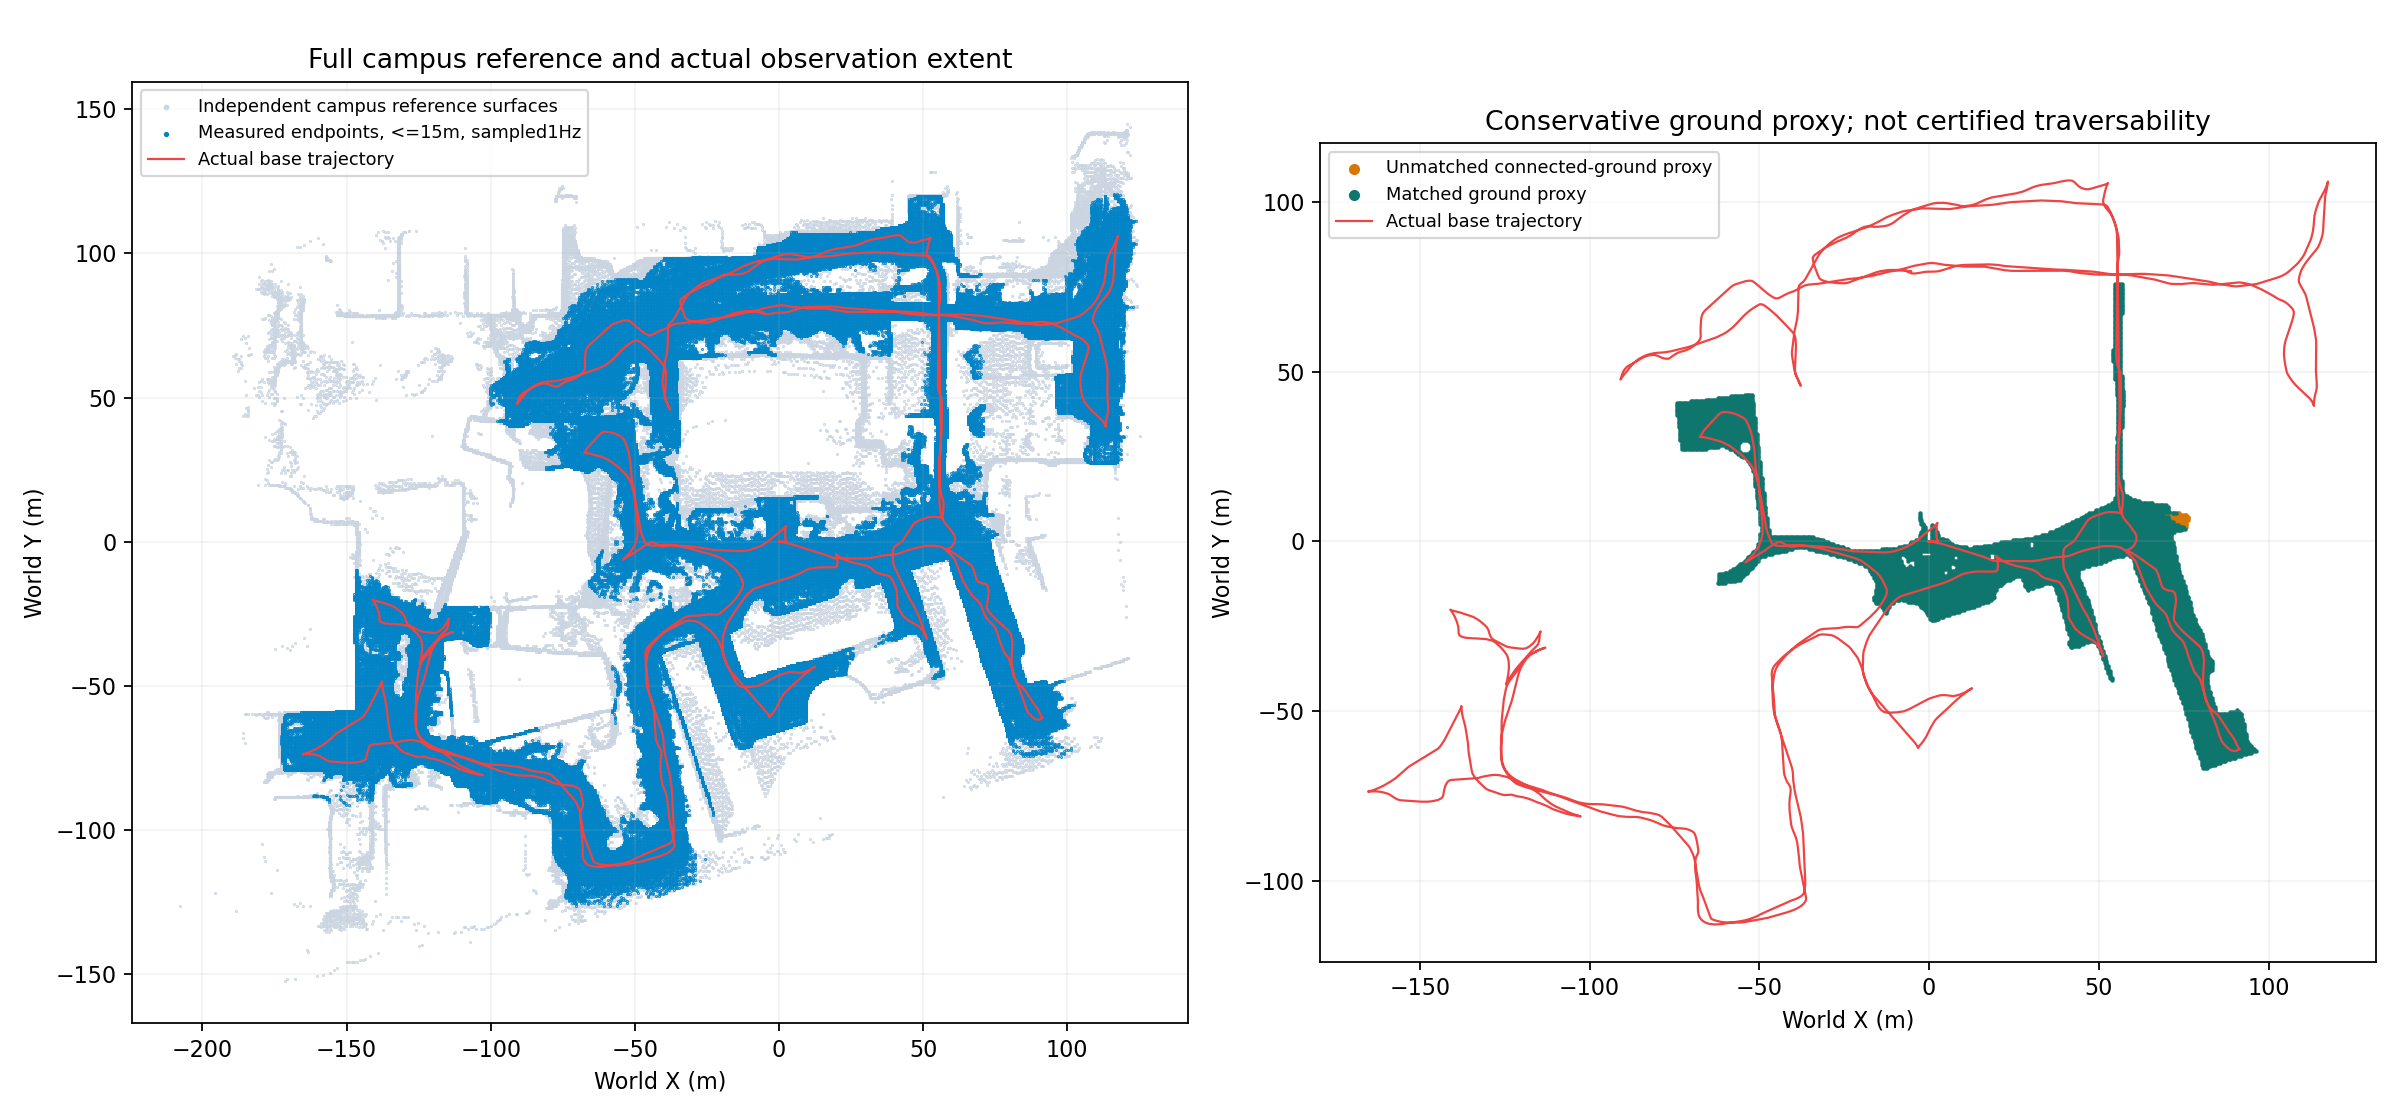 Full campus reference and actual observation extent
Independent campus reference surfaces
Measured endpoints, <=15m, sampled1Hz
Actual base trajectory
150
100
50
0
−50
−100
−150
World Y (m)
−200
−150
−100
−50
0
50
100
World X (m)
Conservative ground proxy; not certified traversability
Unmatched connected-ground proxy
Matched ground proxy
Actual base trajectory
100
50
0
−50
−100
World Y (m)
−150
−100
−50
0
50
100
World X (m)